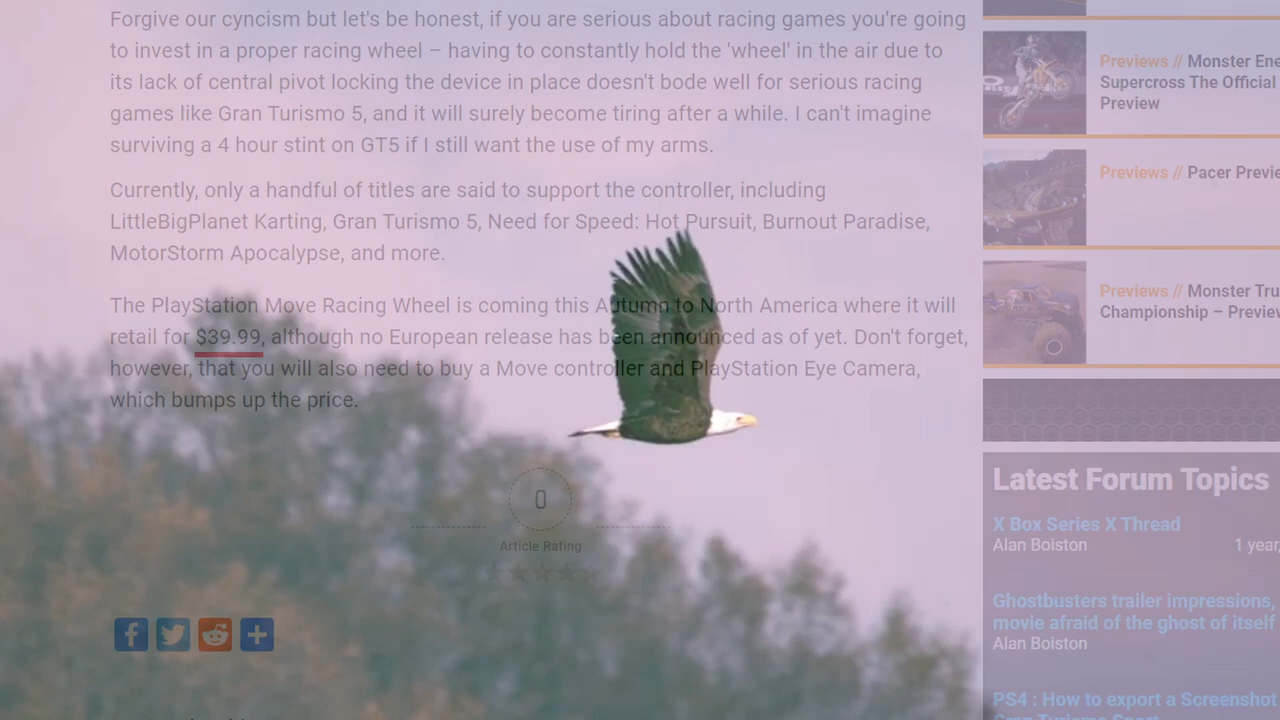 Forgive our cyncism but let's be honest, if you are serious about racing games you're going
to invest in a proper racing wheel – having to constantly hold the 'wheel' in the air due to
its lack of central pivot locking the device in place doesn't bode well for serious racing
games like Gran Turismo 5, and it will surely become tiring after a while. I can't imagine
surviving a 4 hour stint on GT5 if I still want the use of my arms.
Currently, only a handful of titles are said to support the controller, including
LittleBigPlanet Karting, Gran Turismo 5, Need for Speed: Hot Pursuit, Burnout Paradise,
MotorStorm Apocalypse, and more.
The PlayStation Move Racing Wheel is coming this Autumn to North America where it will
retail for $39.99, although no European release has been announced as of yet. Don't forget,
however, that you will also need to buy a Move controller and PlayStation Eye Camera,
which bumps up the price.
0
Article Rating
Previews // Monster Ene
Supercross The Official
Preview
Previews // Pacer Previe
Previews // Monster Tru
Championship – Preview
Latest Forum Topics
X Box Series X Thread
Alan Boiston 1 year,
Ghostbusters trailer impressions,
movie afraid of the ghost of itself
Alan Boiston
PS4 : How to export a Screenshot